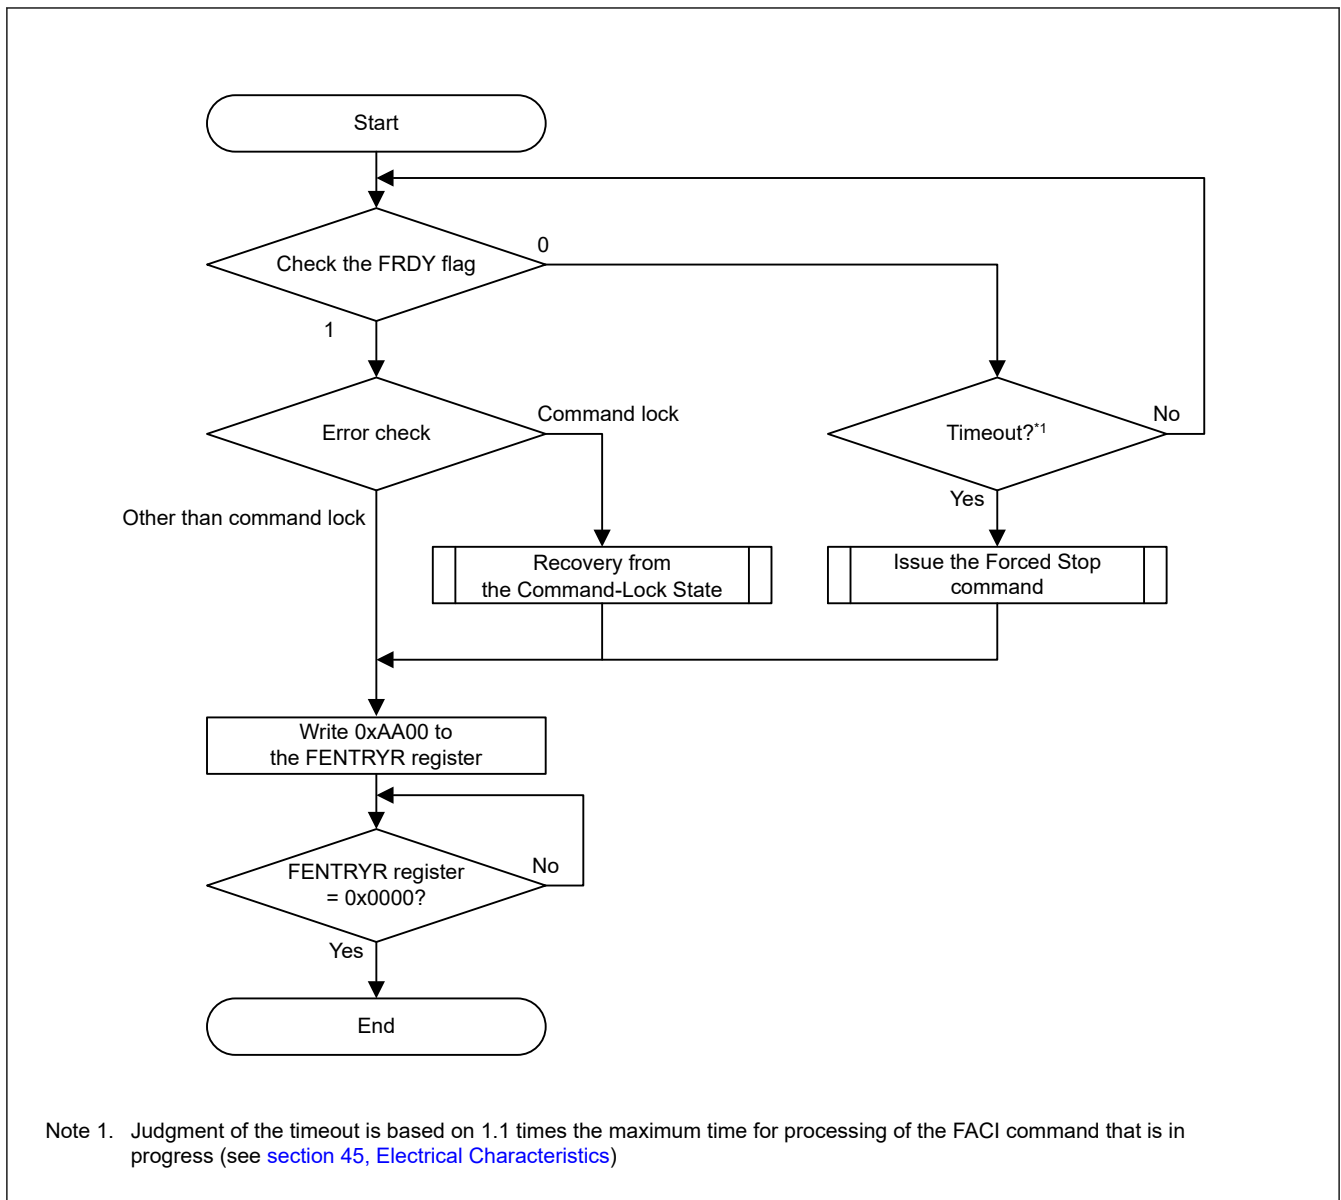 Start
0
Check the FRDY flag
1
Command lock
No
Error check
Timeout?*1
Yes
Other than command lock
Recovery from
the Command-Lock State
Issue the Forced Stop
command
Write 0xAA00 to
the FENTRYR register
No
FENTRYR register
= 0x0000?
Yes
End
Note 1. Judgment of the timeout is based on 1.1 times the maximum time for processing of the FACI command that is in
progress (see section 45, Electrical Characteristics)